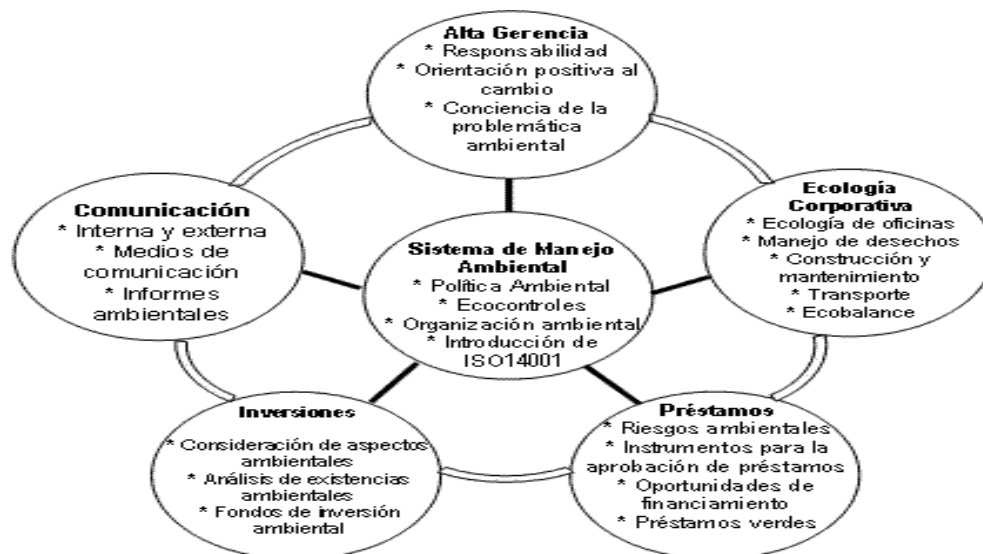 Alta Gerencia
* Responsabilidad
* Orientación positiva al
cambio
* Conciencia de la
problemática
ambiental
Comunicación
* Interna y externa
* Medios de
comunicación
* Informes
ambientales
Sistema de Manejo
Ambiental
* Política Ambiental
* Ecocontroles
* Organización ambiental
* Introducción de
ISO14001
Ecología
Corporativa
* Ecología de oficinas
* Manejo de desechos
* Construcción y
mantenimiento
* Transporte
* Ecobalance
Inversiones
* Consideración de aspectos
ambientales
* Análisis de existencias
ambientales
* Fondos de inversión
ambiental
Préstamos
* Riesgos ambientales
* Instrumentos para la
aprobación de préstamos
* Oportunidades de
financiamiento
* Préstamos verdes